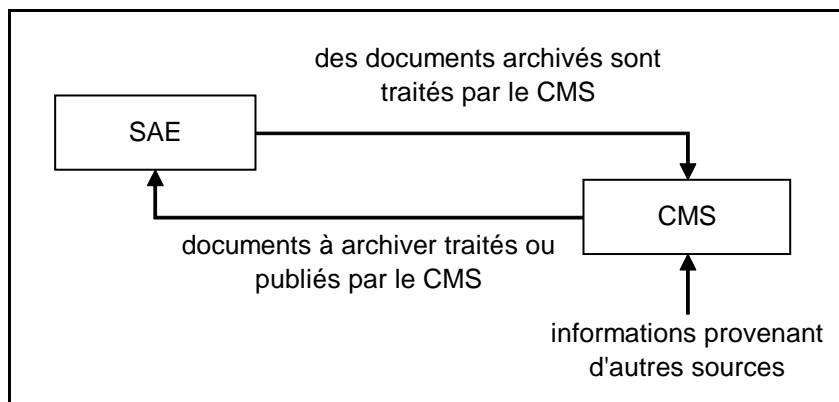 des documents archivés sont
traités par le CMS
SAE
CMS
documents à archiver traités ou
publiés par le CMS
informations provenant
d'autres sources